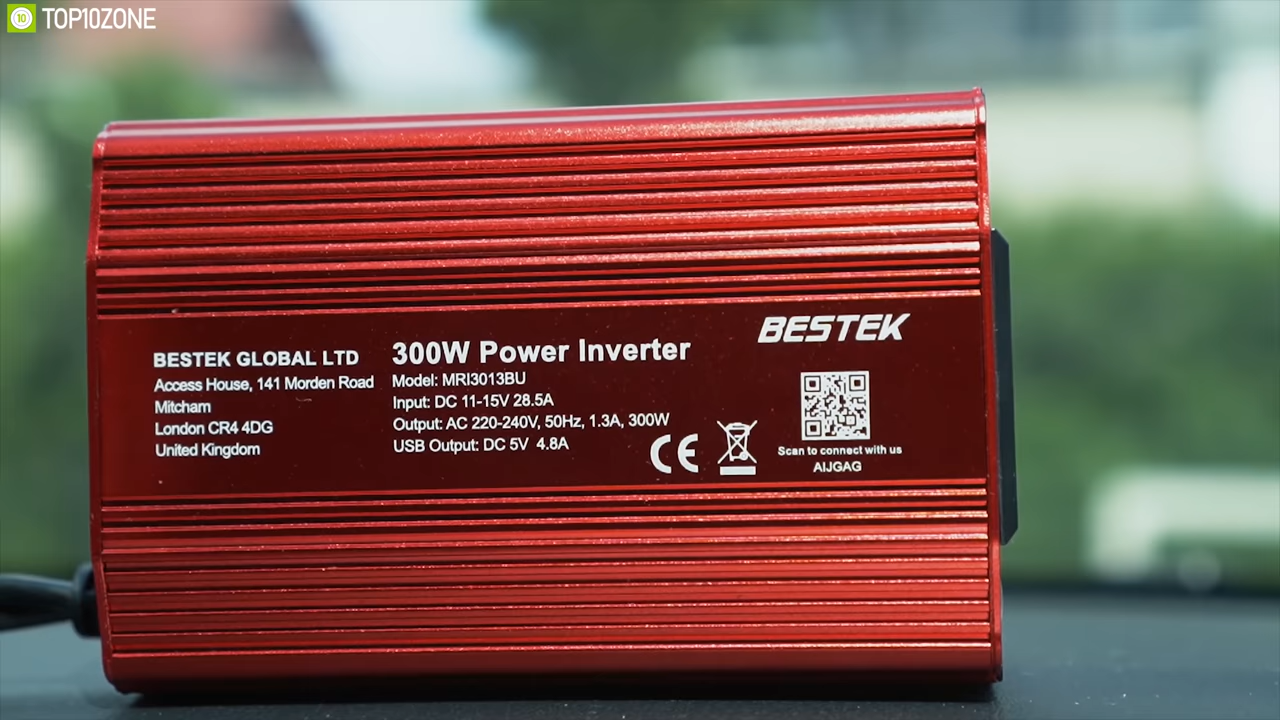 10 TOP10ZONE
BESTEK
BESTEK GLOBAL LTD
Access House, 141 Morden Road
Mitcham
London CR4 4DG
United Kingdom
300W Power Inverter
Model: MRI3013BU
Input: DC 11-15V 28.5A
Output: AC 220-240V, 50Hz, 1.3A, 300W
USB Output: DC 5V 4.8A
CE
Scan to connect with us
AIJGAG